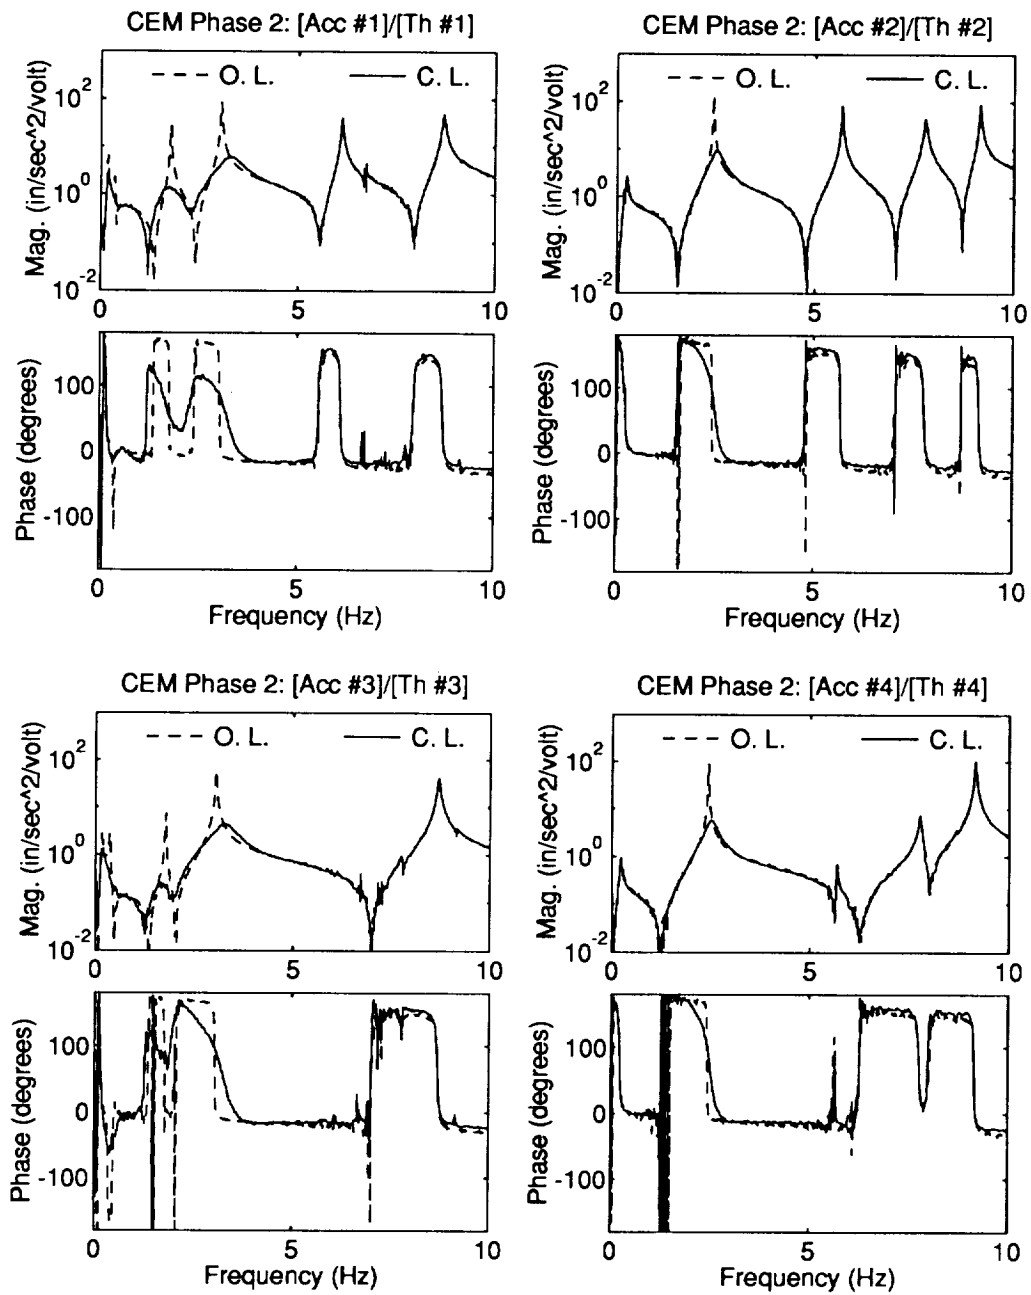 CEM Phase 2: [Acc #1]/[Th #1]
O. L.
C. L.
Mag. (in/sec^2/volt)
10^2
10^0
10^-2
0
5
10
Phase (degrees)
100
0
-100
0
5
10
Frequency (Hz)
CEM Phase 2: [Acc #2]/[Th #2]
O. L.
C. L.
Mag. (in/sec^2/volt)
10^2
10^0
10^-2
0
5
10
Phase (degrees)
100
0
-100
0
5
10
Frequency (Hz)
CEM Phase 2: [Acc #3]/[Th #3]
O. L.
C. L.
Mag. (in/sec^2/volt)
10^2
10^0
10^-2
0
5
10
Phase (degrees)
100
0
-100
0
5
10
Frequency (Hz)
CEM Phase 2: [Acc #4]/[Th #4]
O. L.
C. L.
Mag. (in/sec^2/volt)
10^2
10^0
10^-2
0
5
10
Phase (degrees)
100
0
-100
0
5
10
Frequency (Hz)